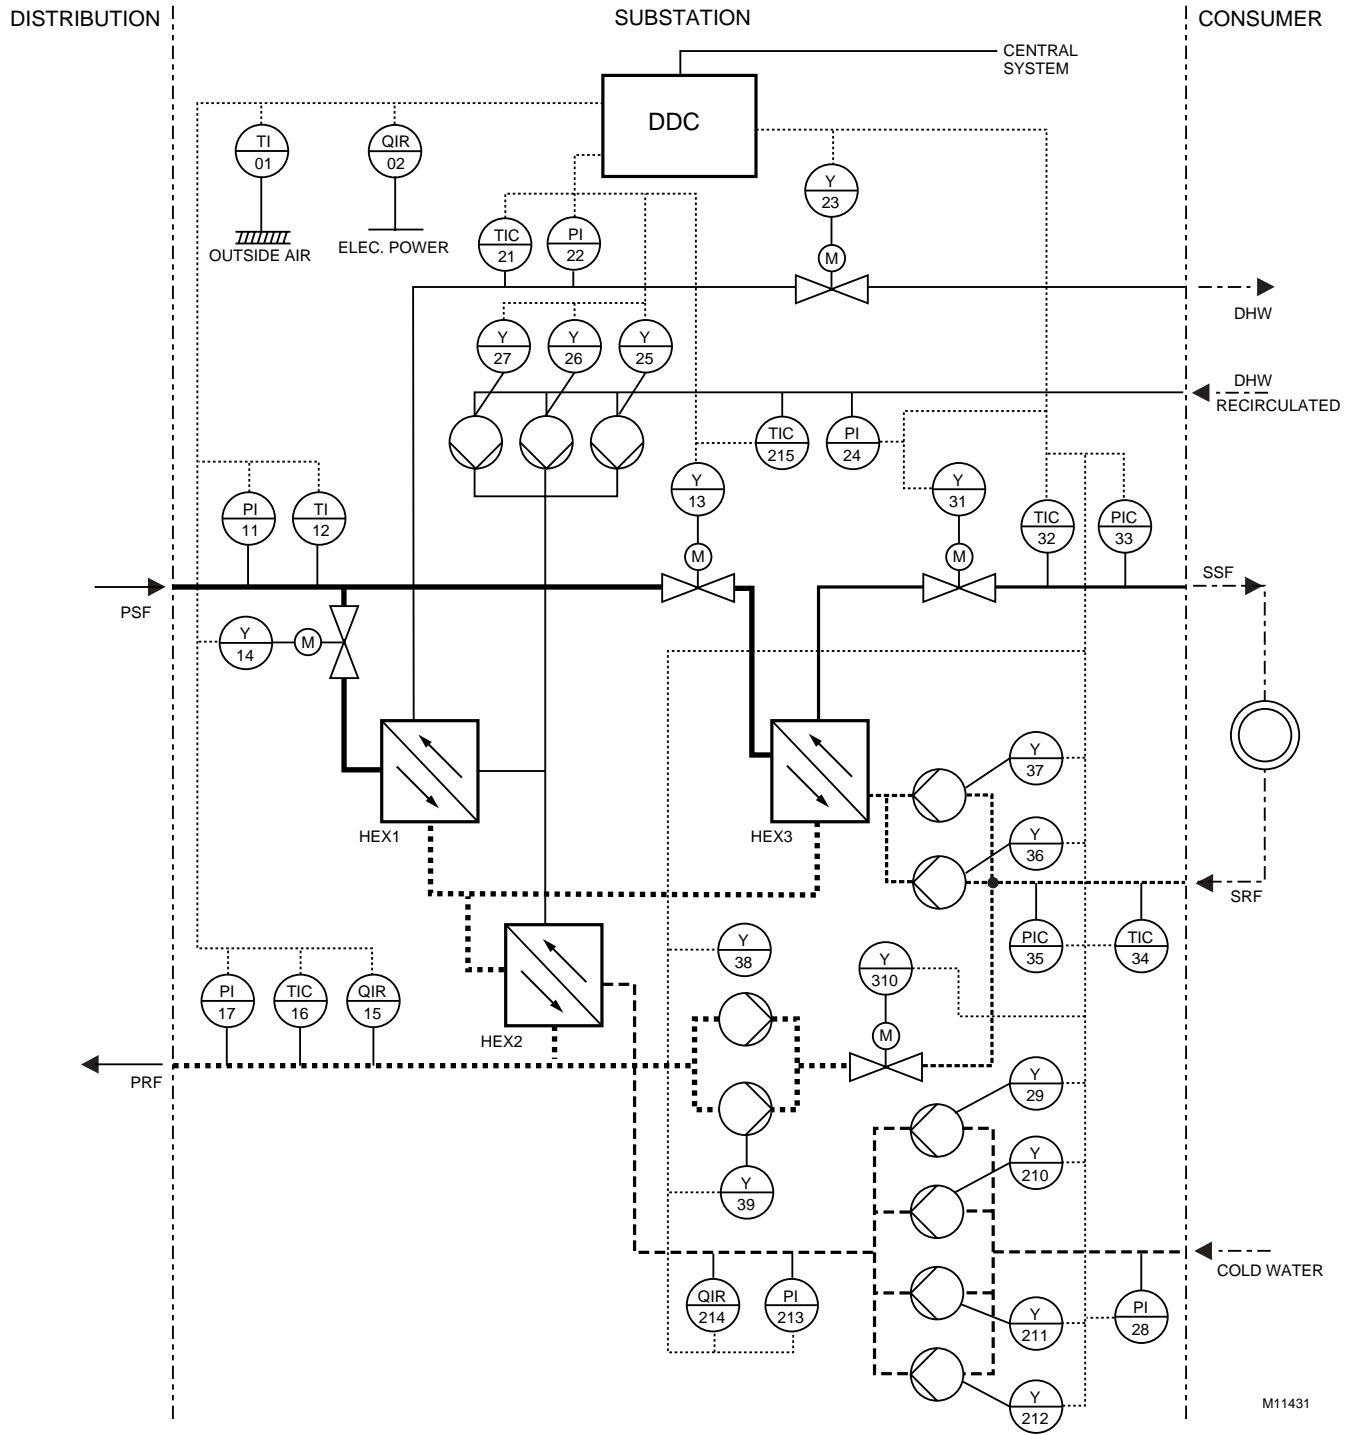 DISTRIBUTION
SUBSTATION
CONSUMER
CENTRAL
SYSTEM
DDC
TI
01
QIR
02
Y
23
OUTSIDE AIR
ELEC. POWER
TIC
21
PI
22
M
DHW
Y
27
Y
26
Y
25
DHW
RECIRCULATED
TIC
215
PI
24
PI
11
TI
12
Y
13
Y
31
TIC
32
PIC
33
M
M
PSF
SSF
Y
14
M
HEX1
HEX3
Y
37
Y
36
SRF
PIC
35
TIC
34
Y
38
Y
310
PI
17
TIC
16
QIR
15
HEX2
M
PRF
Y
29
Y
210
Y
39
COLD WATER
QIR
214
PI
213
Y
211
PI
28
Y
212
M11431